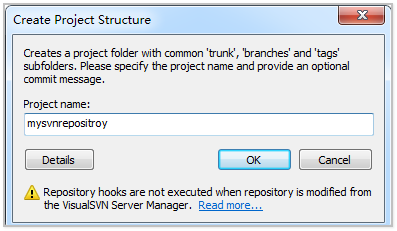 Create Project Structure
Creates a project folder with common 'trunk', 'branches' and 'tags'
subfolders. Please specify the project name and provide an optional
commit message.
Project name:
mysvnrepositroy
Details
OK
Cancel
Repository hooks are not executed when repository is modified from
the VisualSVN Server Manager. Read more...